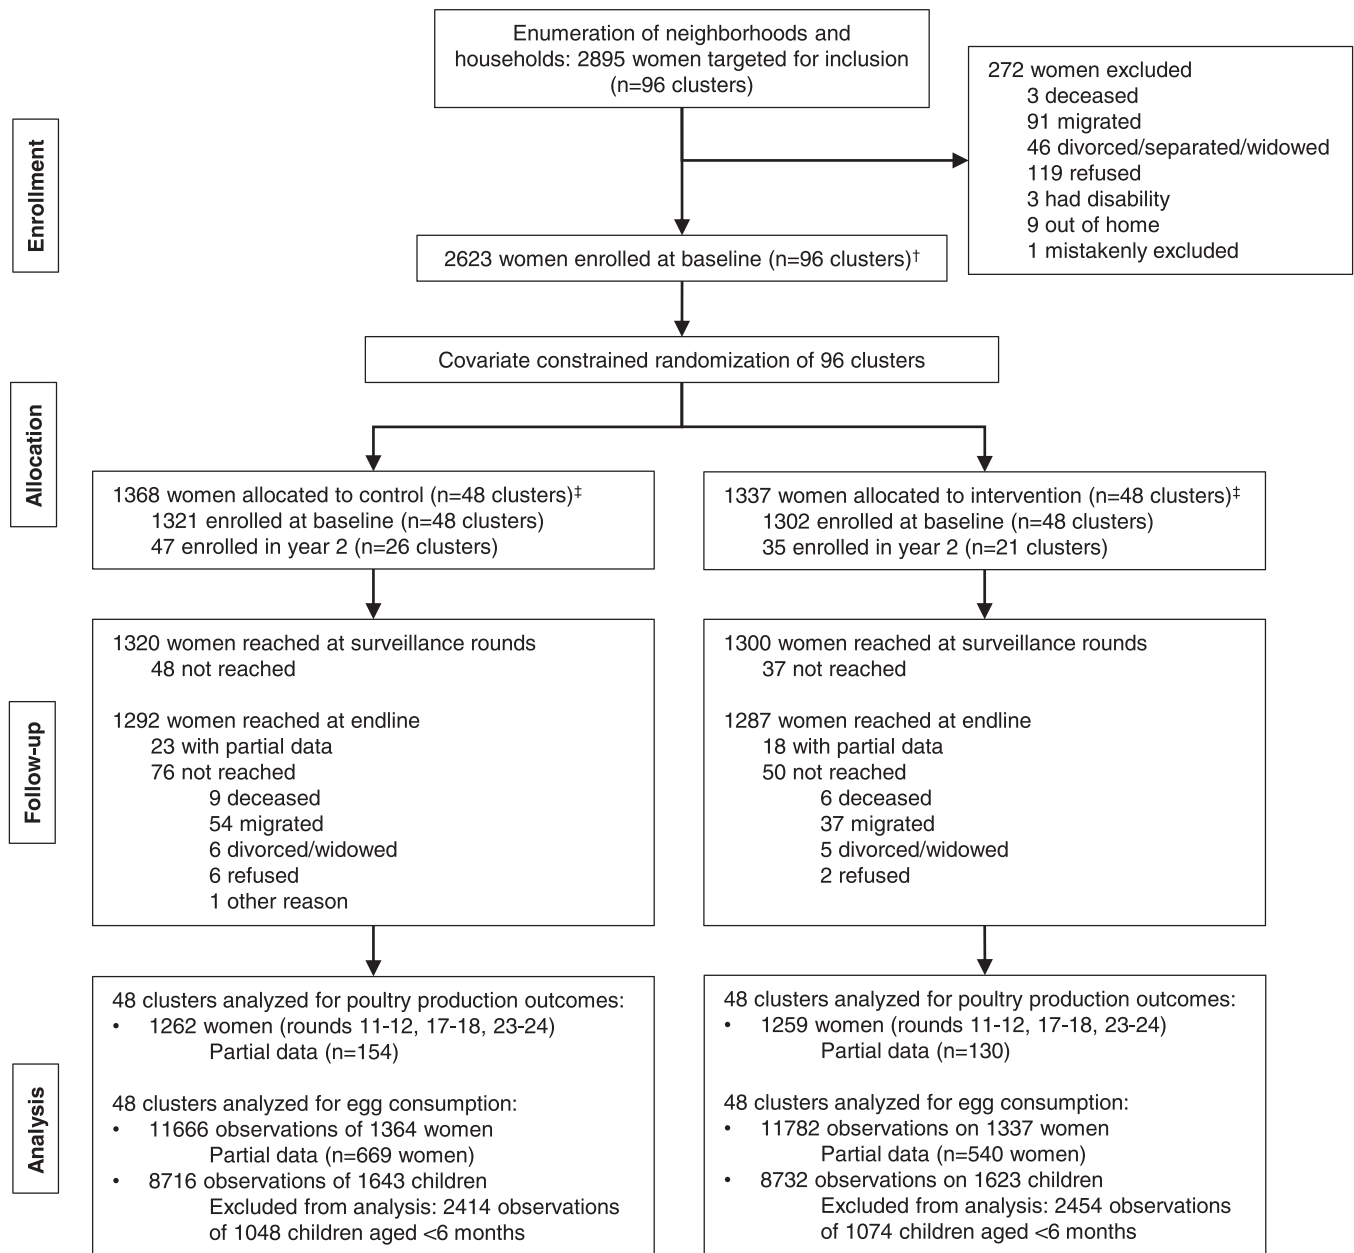 Enumeration of neighborhoods and
households: 2895 women targeted for inclusion
(n=96 clusters)
272 women excluded
3 deceased
91 migrated
46 divorced/separated/widowed
119 refused
3 had disability
9 out of home
1 mistakenly excluded
Enrollment
2623 women enrolled at baseline (n=96 clusters)†
Covariate constrained randomization of 96 clusters
Allocation
1368 women allocated to control (n=48 clusters)‡
1321 enrolled at baseline (n=48 clusters)
47 enrolled in year 2 (n=26 clusters)
1337 women allocated to intervention (n=48 clusters)‡
1302 enrolled at baseline (n=48 clusters)
35 enrolled in year 2 (n=21 clusters)
Follow-up
1320 women reached at surveillance rounds
48 not reached
1292 women reached at endline
23 with partial data
76 not reached
9 deceased
54 migrated
6 divorced/widowed
6 refused
1 other reason
1300 women reached at surveillance rounds
37 not reached
1287 women reached at endline
18 with partial data
50 not reached
6 deceased
37 migrated
5 divorced/widowed
2 refused
Analysis
48 clusters analyzed for poultry production outcomes:
• 1262 women (rounds 11-12, 17-18, 23-24)
Partial data (n=154)
48 clusters analyzed for egg consumption:
• 11666 observations of 1364 women
Partial data (n=669 women)
• 8716 observations of 1643 children
Excluded from analysis: 2414 observations
of 1048 children aged <6 months
48 clusters analyzed for poultry production outcomes:
• 1259 women (rounds 11-12, 17-18, 23-24)
Partial data (n=130)
48 clusters analyzed for egg consumption:
• 11782 observations on 1337 women
Partial data (n=540 women)
• 8732 observations on 1623 children
Excluded from analysis: 2454 observations
of 1074 children aged <6 months